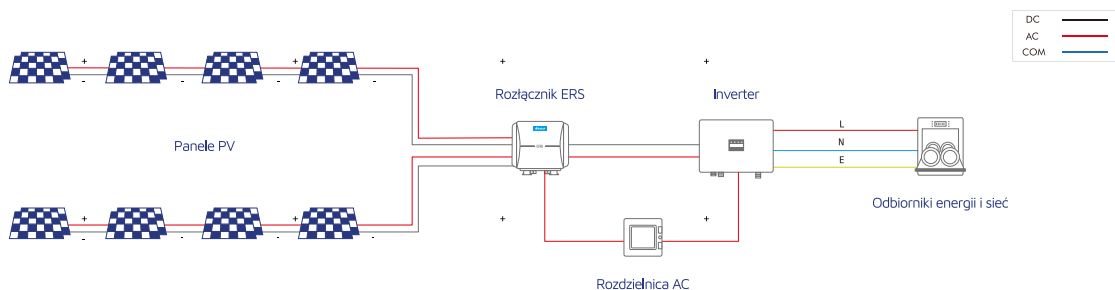 DC
AC
COM
+ + + +
- - - -
Rozłącznik ERS
Inverter
Panele PV
L
N
E
Odbiorniki energii i sieć
+ + + +
- - - -
Rozdzielnica AC